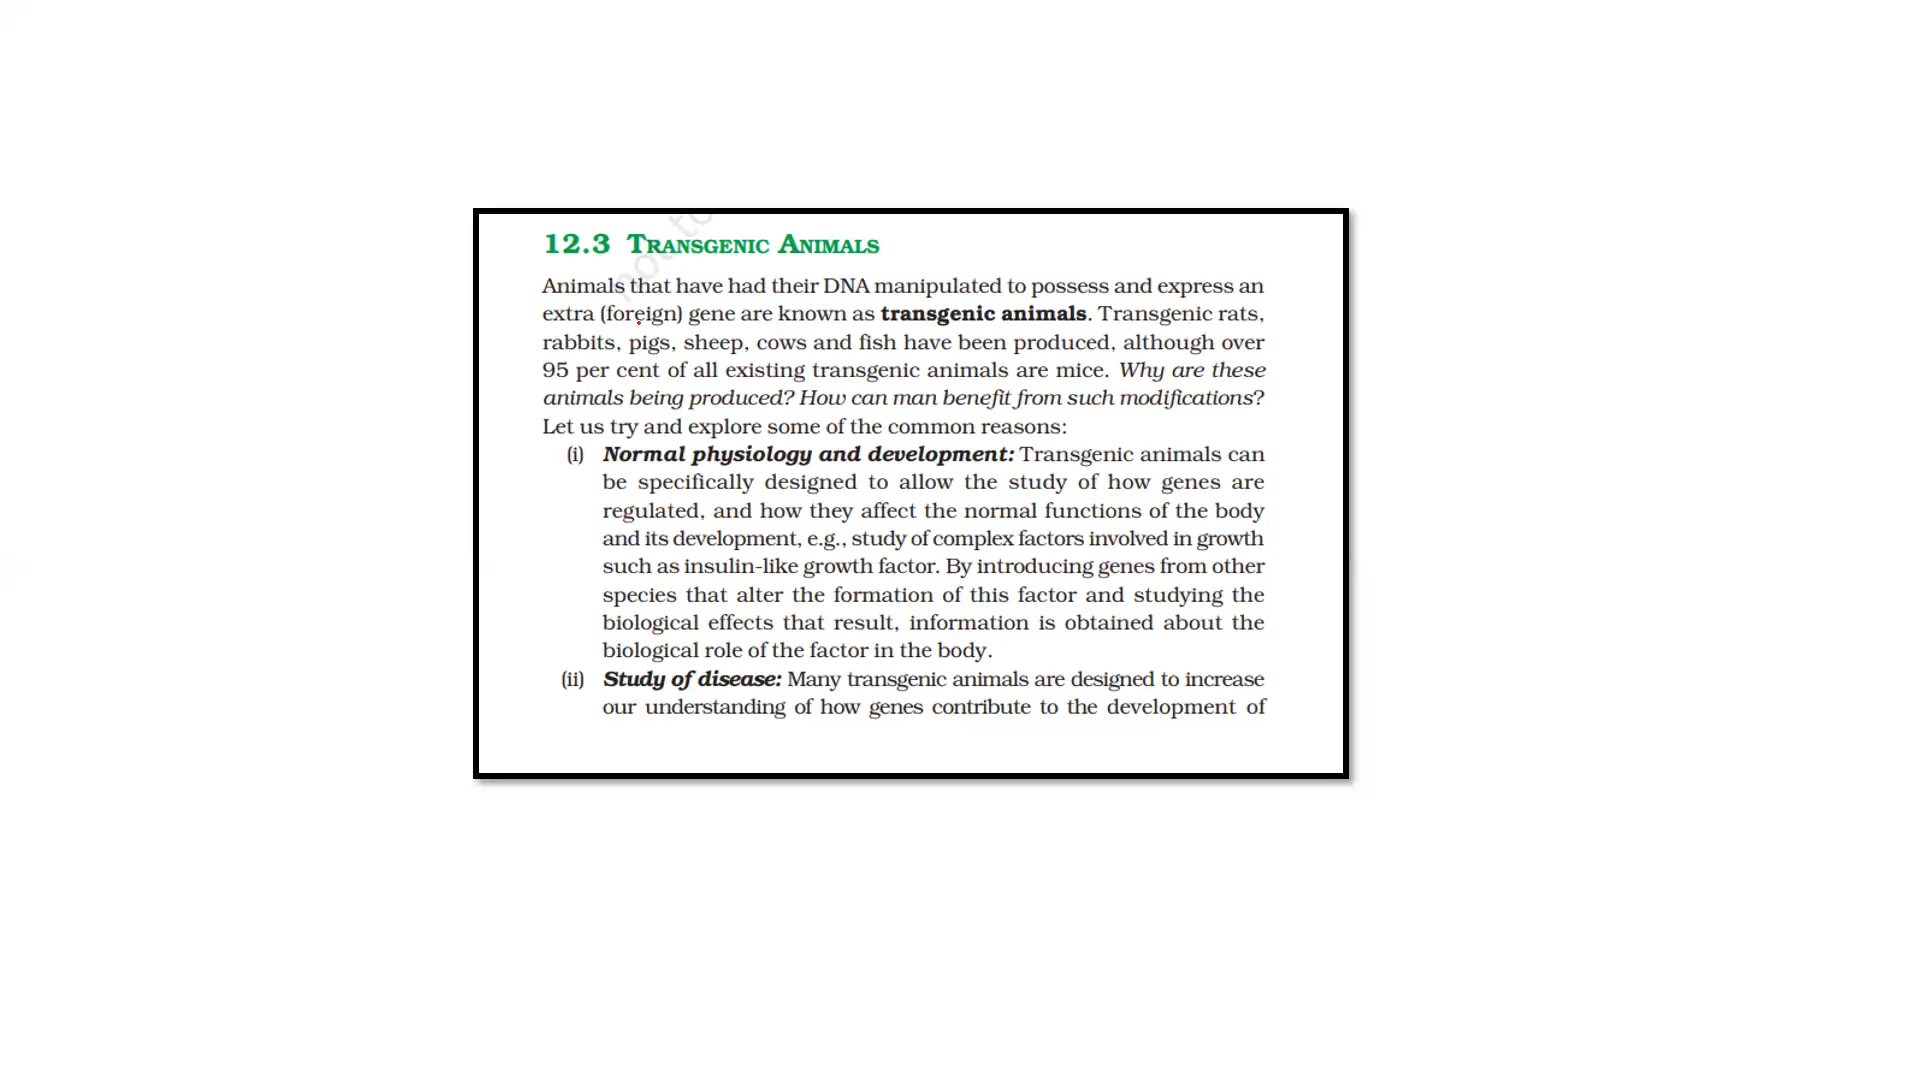 12.3 TRANSGENIC ANIMALS
Animals that have had their DNA manipulated to possess and express an
extra (foreign) gene are known as transgenic animals. Transgenic rats,
rabbits, pigs, sheep, cows and fish have been produced, although over
95 per cent of all existing transgenic animals are mice. Why are these
animals being produced? How can man benefit from such modifications?
Let us try and explore some of the common reasons:
(i) Normal physiology and development: Transgenic animals can
be specifically designed to allow the study of how genes are
regulated, and how they affect the normal functions of the body
and its development, e.g., study of complex factors involved in growth
such as insulin-like growth factor. By introducing genes from other
species that alter the formation of this factor and studying the
biological effects that result, information is obtained about the
biological role of the factor in the body.
(ii) Study of disease: Many transgenic animals are designed to increase
our understanding of how genes contribute to the development of